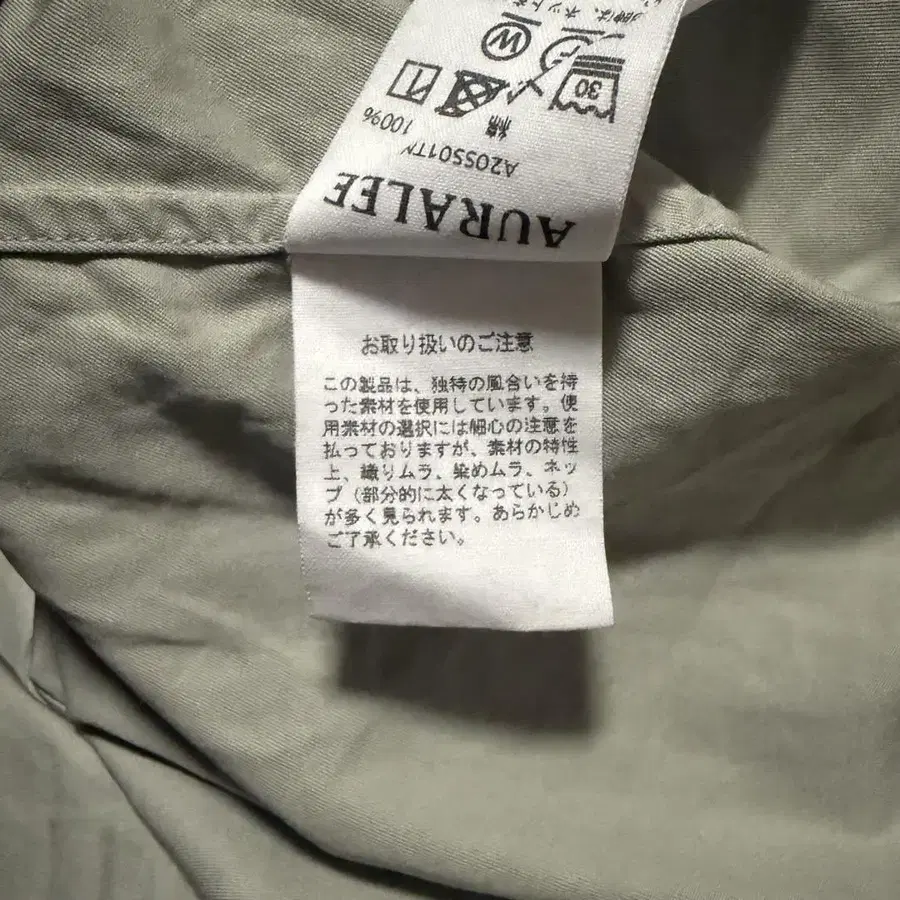 AURALEE
A20SS01TN
綿 100%
30
W
お取り扱いのご注意
この製品は、独特の風合いを持
った素材を使用しています。使
用素材の選択には細心の注意を
払っておりますが、素材の特性
上、織りムラ、染めムラ、ネッ
プ（部分的に太くなっている）
が多く見られます。あらかじめ
ご了承ください。